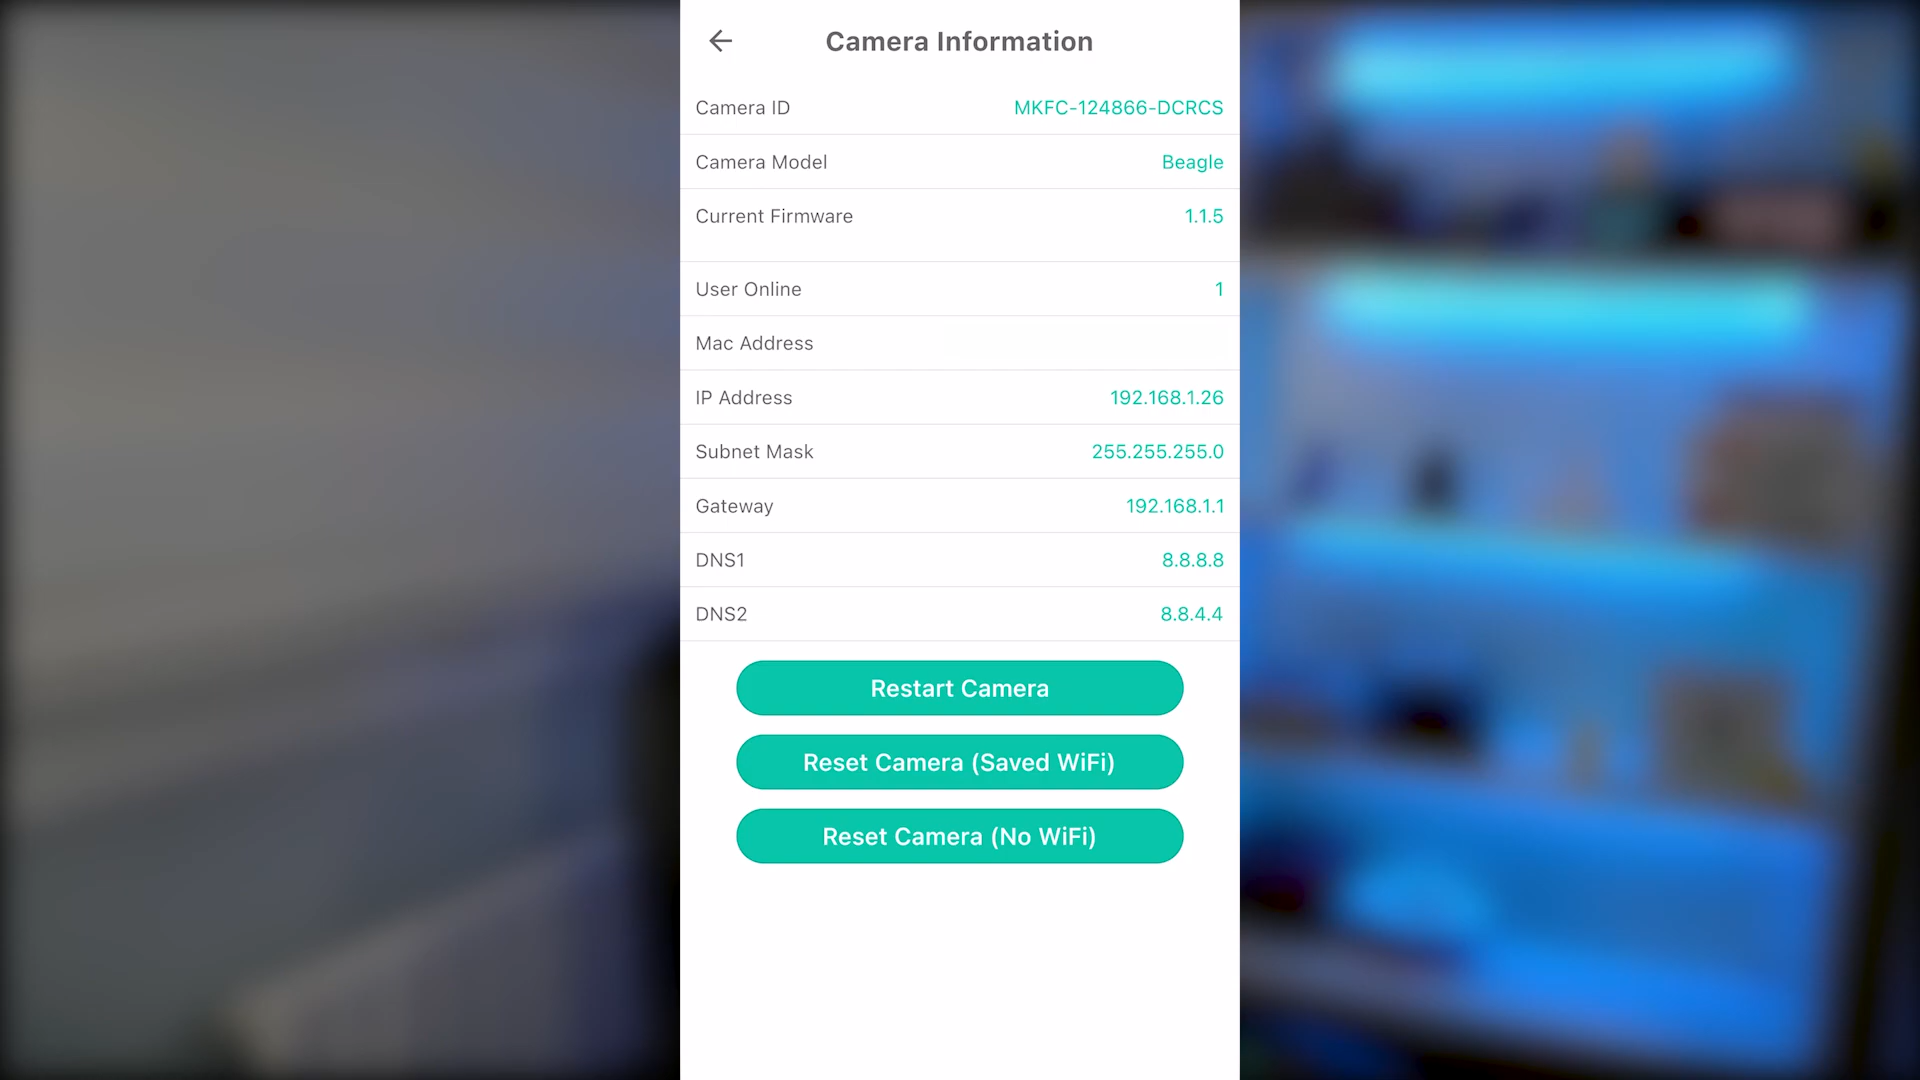 Camera Information
Camera ID MKFC-124866-DCRCS
Camera Model Beagle
Current Firmware 1.1.5
User Online 1
Mac Address
IP Address 192.168.1.26
Subnet Mask 255.255.255.0
Gateway 192.168.1.1
DNS1 8.8.8.8
DNS2 8.8.4.4
Restart Camera
Reset Camera (Saved WiFi)
Reset Camera (No WiFi)